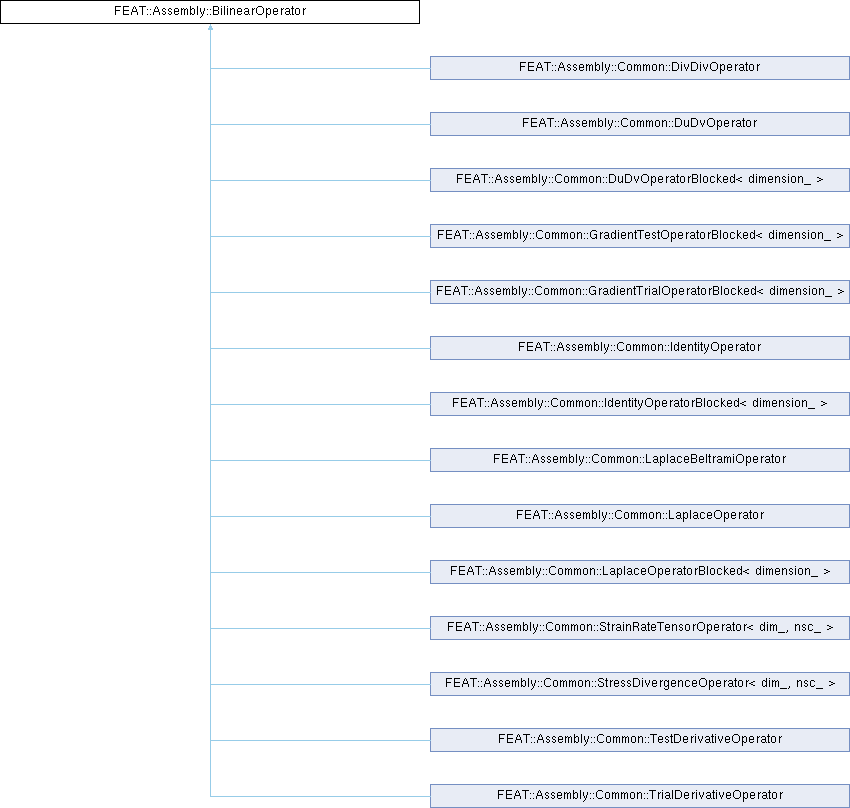 FEAT::Assembly::BilinearOperator
FEAT::Assembly::Common::DivDivOperator
FEAT::Assembly::Common::DuDvOperator
FEAT::Assembly::Common::DuDvOperatorBlocked< dimension_ >
FEAT::Assembly::Common::GradientTestOperatorBlocked< dimension_ >
FEAT::Assembly::Common::GradientTrialOperatorBlocked< dimension_ >
FEAT::Assembly::Common::IdentityOperator
FEAT::Assembly::Common::IdentityOperatorBlocked< dimension_ >
FEAT::Assembly::Common::LaplaceBeltramiOperator
FEAT::Assembly::Common::LaplaceOperator
FEAT::Assembly::Common::LaplaceOperatorBlocked< dimension_ >
FEAT::Assembly::Common::StrainRateTensorOperator< dim_, nsc_ >
FEAT::Assembly::Common::StressDivergenceOperator< dim_, nsc_ >
FEAT::Assembly::Common::TestDerivativeOperator
FEAT::Assembly::Common::TrialDerivativeOperator